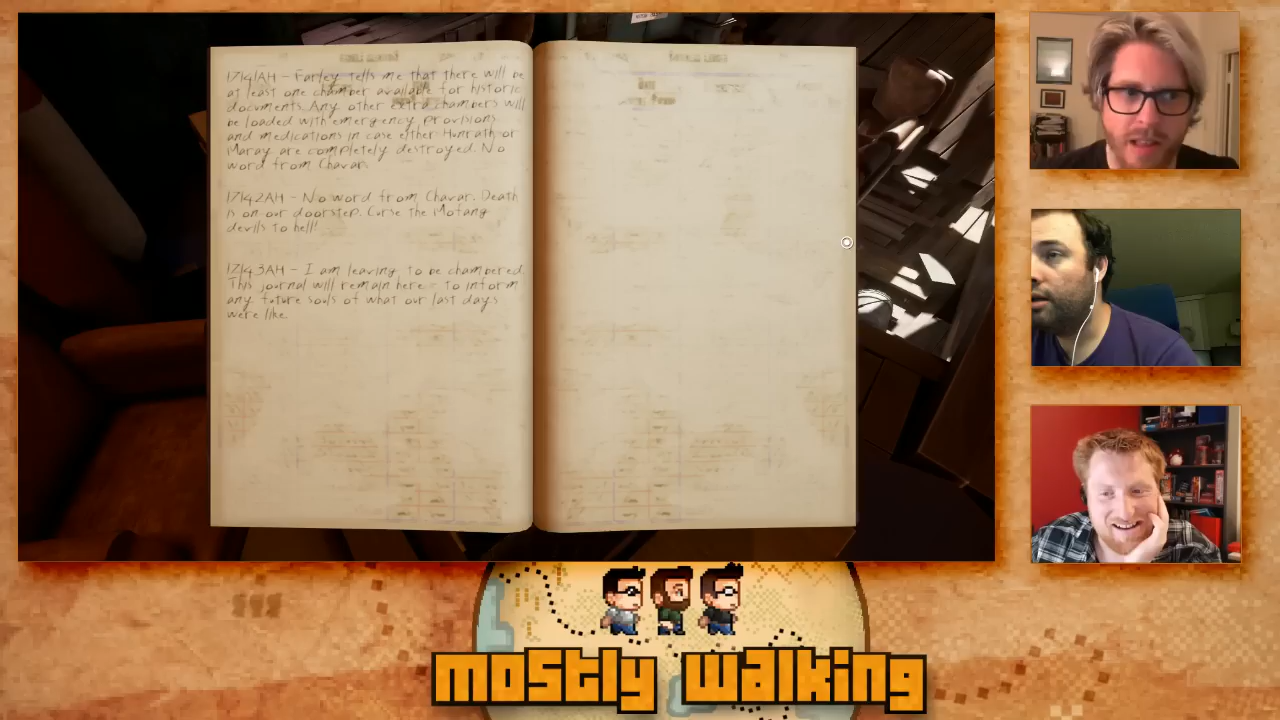 1741AH - Farley tells me that there will be
at least one chamber available for historic
documents. Any other extra chambers will
be loaded with emergency provisions
and medications in case either Hunrath or
Maray are completely destroyed. No
word from Chavar.
1742AH - No word from Chavar. Death
is on our doorstep. Curse the Mofang
devils to hell!
1743AH - I am leaving to be chambered.
This journal will remain here - to inform
any future souls of what our last days
were like.
mostly walking